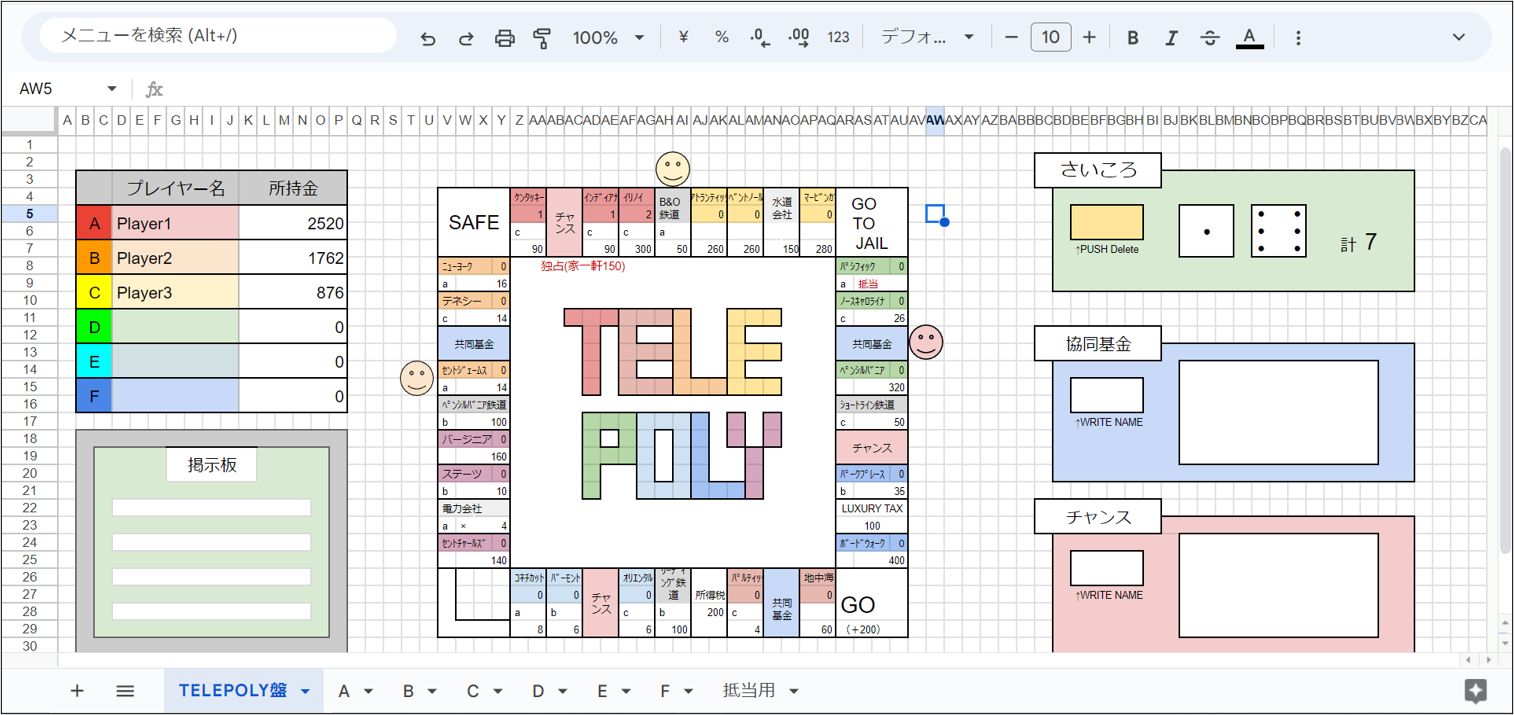 メニューを検索 (Alt+/)
100%
¥ % .0 .00 123
デフォ...
10
B I S A
AW5
fx
A B C D E F G H I J K L M N O P Q R S T U V W X Y Z AA AB AC AD AE AF AG AH AI AJ AK AL AM AN AO AP AQ AR AS AT AU AV AW AX AY AZ BA BB BC BD BE BF BG BH BI BJ BK BL BM BN BO BP BQ BR BS BT BU BV BW BX BY BZ CA
1
2
3
4
5
6
7
8
9
10
11
12
13
14
15
16
17
18
19
20
21
22
23
24
25
26
27
28
29
30
プレイヤー名 所持金
A Player1 2520
B Player2 1762
C Player3 876
D 0
E 0
F 0
掲示板
SAFE
ケンタッキー
1
c
90
チャンス
インディアナ
1
c
90
イリノイ
2
c
300
B&O
鉄道
a
50
アトランティッ
0
260
ベントノール
0
260
水道
会社
150
マービンガ
0
280
GO
TO
JAIL
ニューヨーク 0
a 16
テネシー 0
c 14
共同基金
セントジェームス 0
a 14
ペンシルバニア鉄道
b 100
バージニア 0
160
ステーツ 0
b 10
電力会社
a × 4
セントチャールズ 0
140
独占(家一軒150)
TELE
POLY
パシフィック 0
a 抵当
ノースキャロライナ 0
c 26
共同基金
ペンシルバニア 0
320
ショートライン鉄道
c 50
チャンス
パークプレース 0
b 35
LUXURY TAX
100
ボードウォーク 0
400
コネチカット
0
a
8
バーモント
0
b
6
チャンス
オリエンタル
0
c
6
リーディング鉄道
b
100
所得税
200
バルティッ
0
c
4
共同
基金
地中海
0
60
GO
(+200)
さいころ
↑PUSH Delete
計 7
協同基金
↑WRITE NAME
チャンス
↑WRITE NAME
TELEPOLY盤 A B C D E F 抵当用